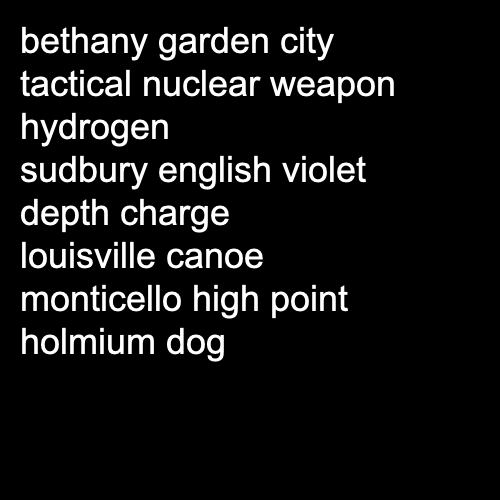 bethany garden city
tactical nuclear weapon
hydrogen
sudbury english violet
depth charge
louisville canoe
monticello high point
holmium dog